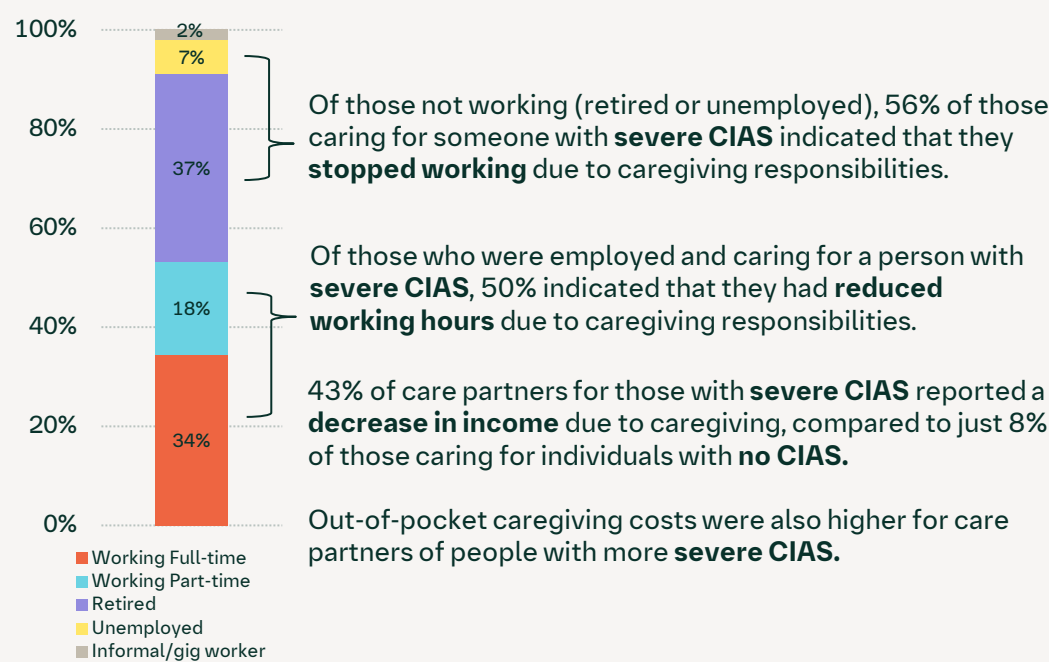 100%
80%
60%
40%
20%
0%
2%
7%
37%
18%
34%
Working Full-time
Working Part-time
Retired
Unemployed
Informal/gig worker
Of those not working (retired or unemployed), 56% of those
caring for someone with severe CIAS indicated that they
stopped working due to caregiving responsibilities.
Of those who were employed and caring for a person with
severe CIAS, 50% indicated that they had reduced
working hours due to caregiving responsibilities.
43% of care partners for those with severe CIAS reported a
decrease in income due to caregiving, compared to just 8%
of those caring for individuals with no CIAS.
Out-of-pocket caregiving costs were also higher for care
partners of people with more severe CIAS.